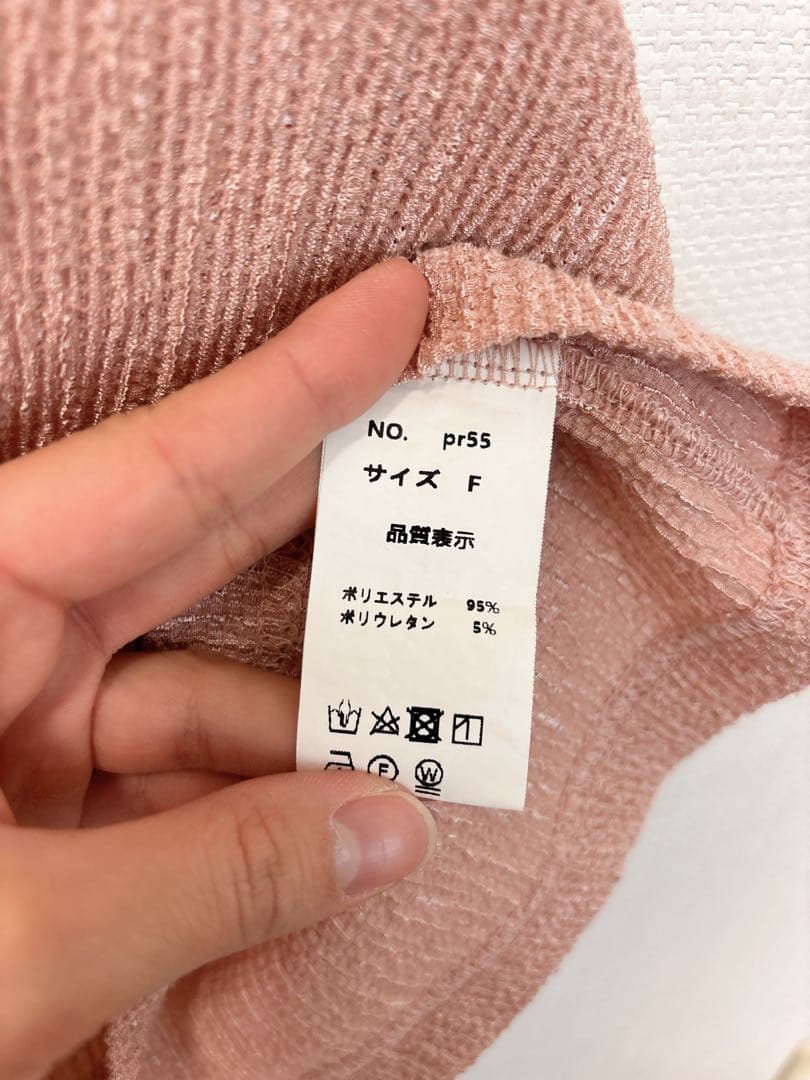 NO. pr55
サイズ F
品質表示
ポリエステル 95%
ポリウレタン 5%
F W